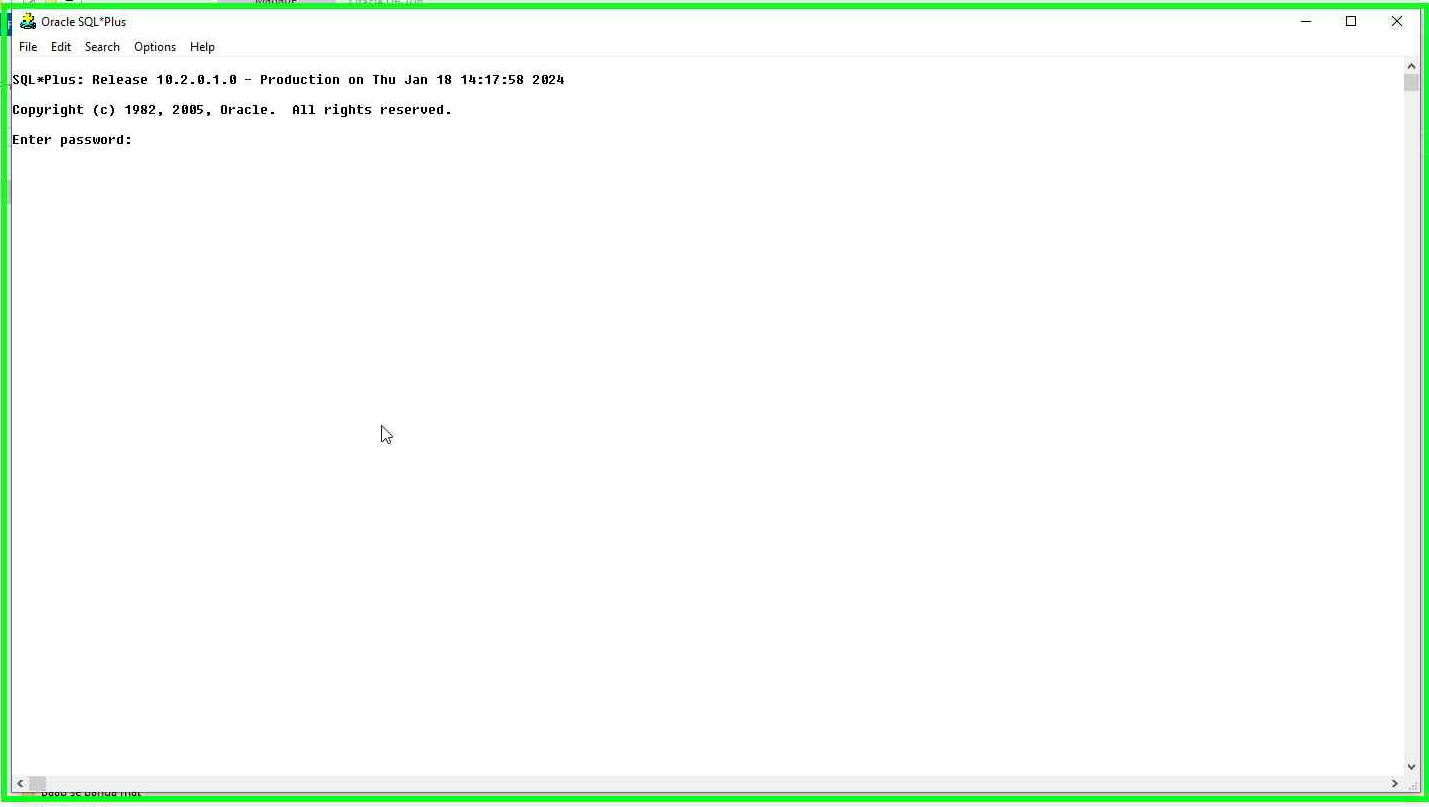 Oracle SQL*Plus
File Edit Search Options Help
SQL*Plus: Release 10.2.0.1.0 - Production on Thu Jan 18 14:17:58 2024
Copyright (c) 1982, 2005, Oracle.  All rights reserved.
Enter password: